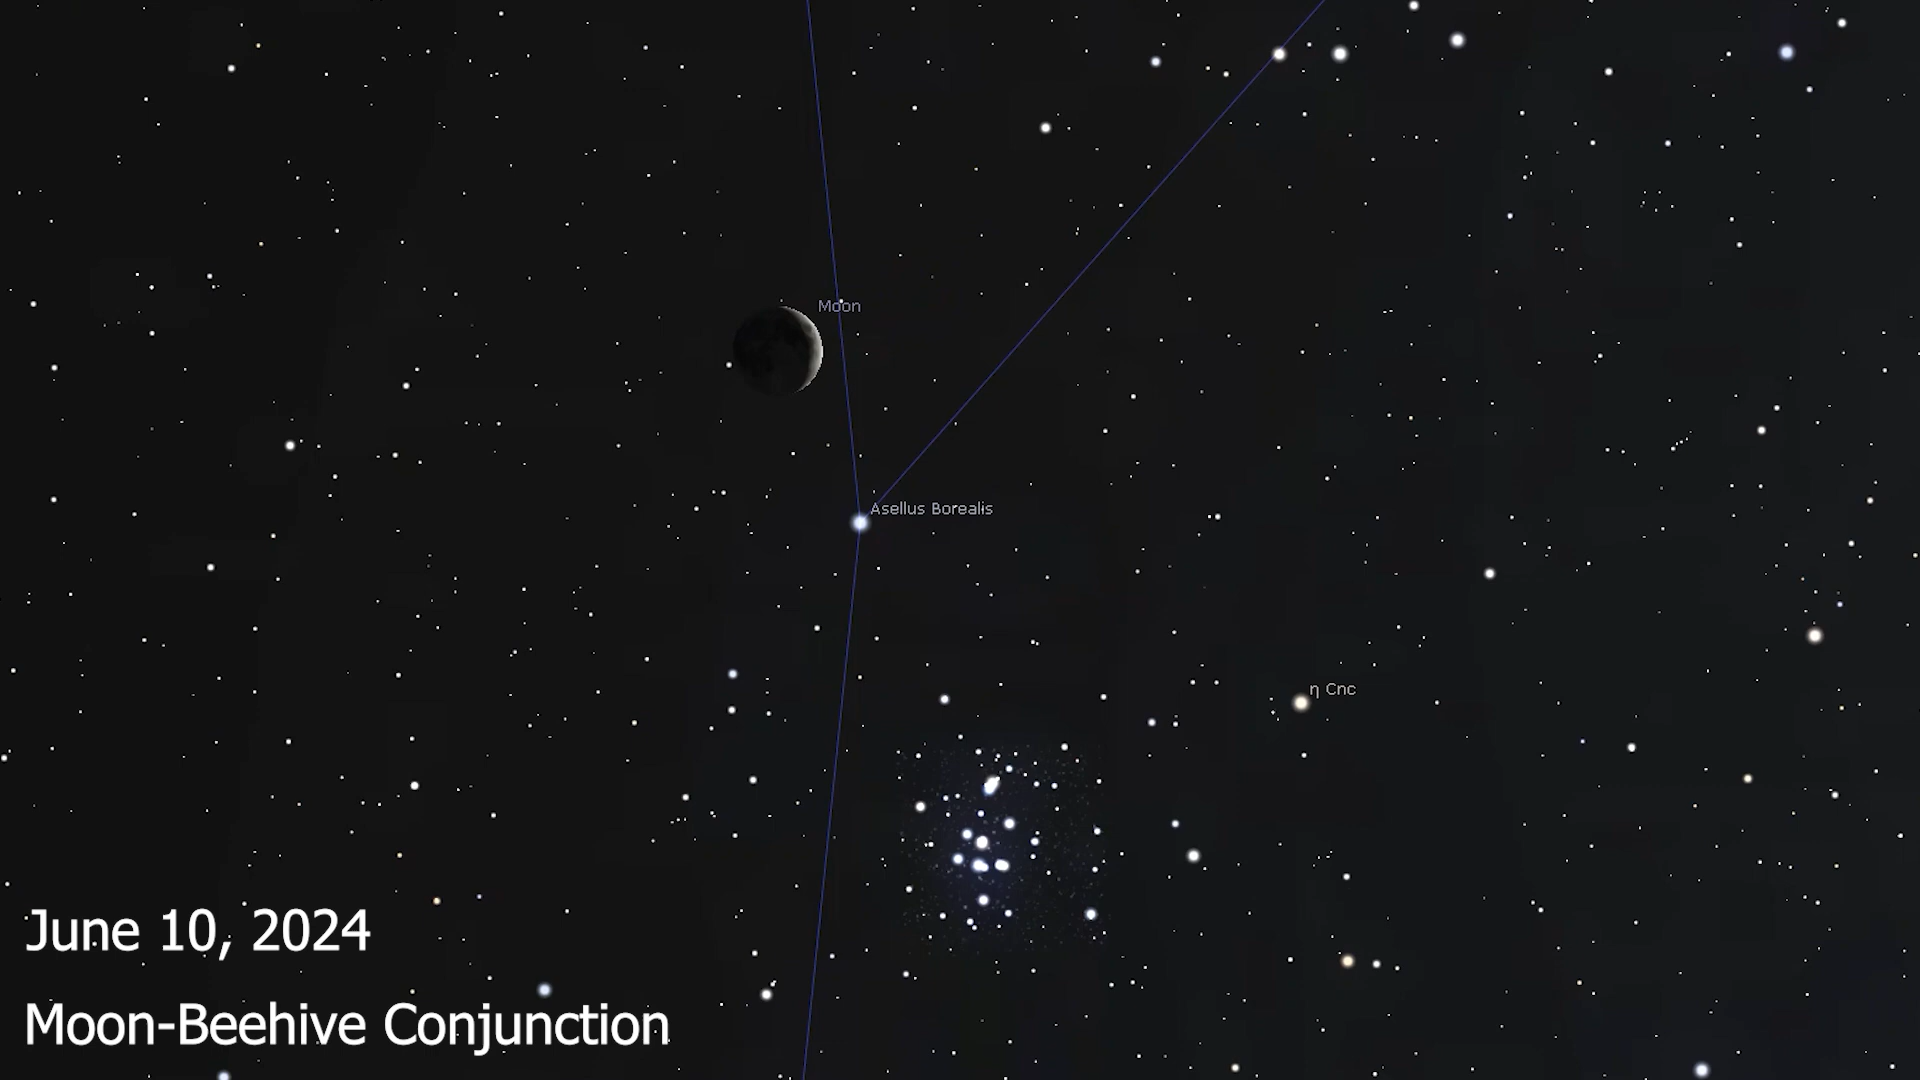 Moon
Asellus Borealis
η Cnc
June 10, 2024
Moon-Beehive Conjunction